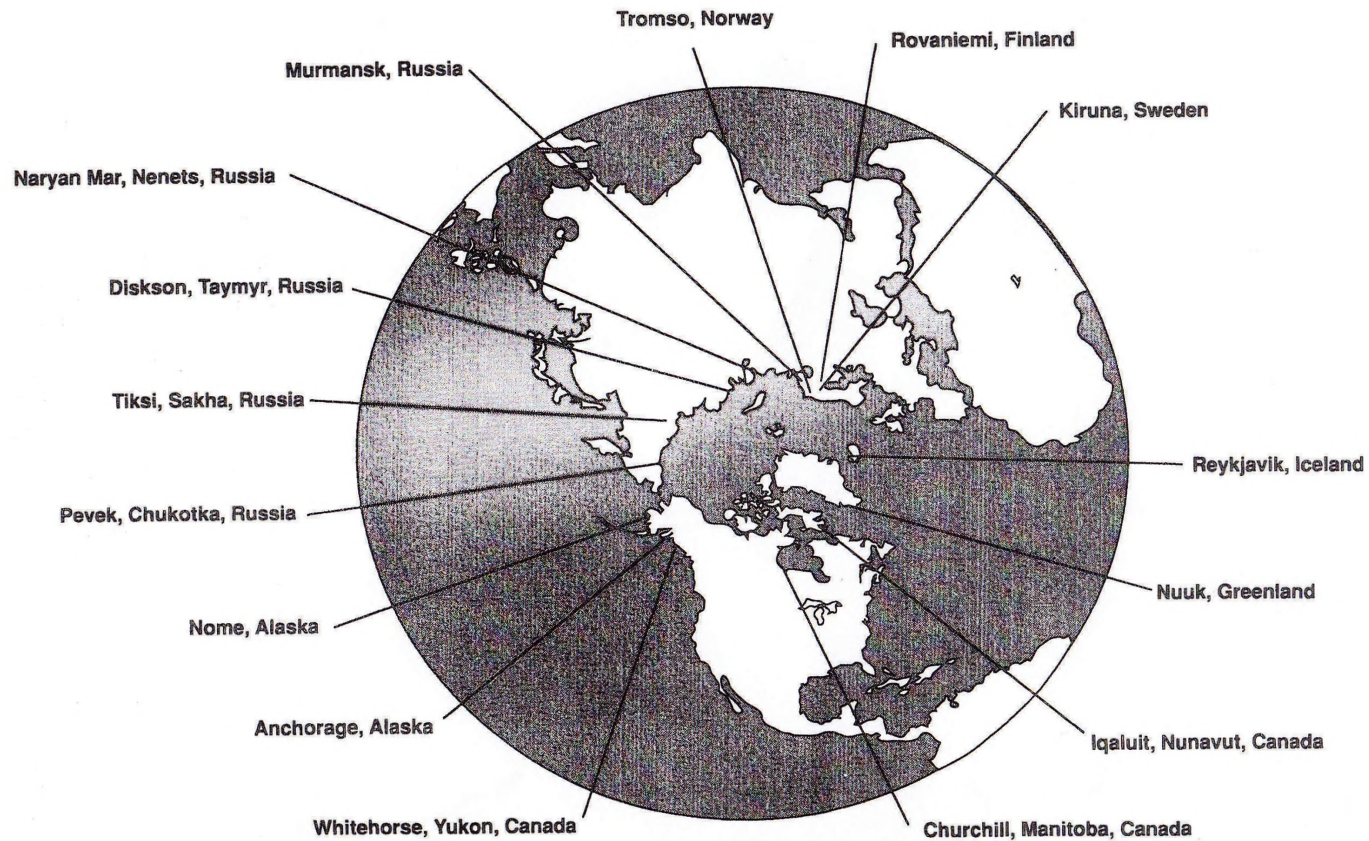 Tromso, Norway
Rovaniemi, Finland
Murmansk, Russia
Kiruna, Sweden
Naryan Mar, Nenets, Russia
Diskson, Taymyr, Russia
Tiksi, Sakha, Russia
Reykjavik, Iceland
Pevek, Chukotka, Russia
Nuuk, Greenland
Nome, Alaska
Anchorage, Alaska
Iqaluit, Nunavut, Canada
Whitehorse, Yukon, Canada
Churchill, Manitoba, Canada